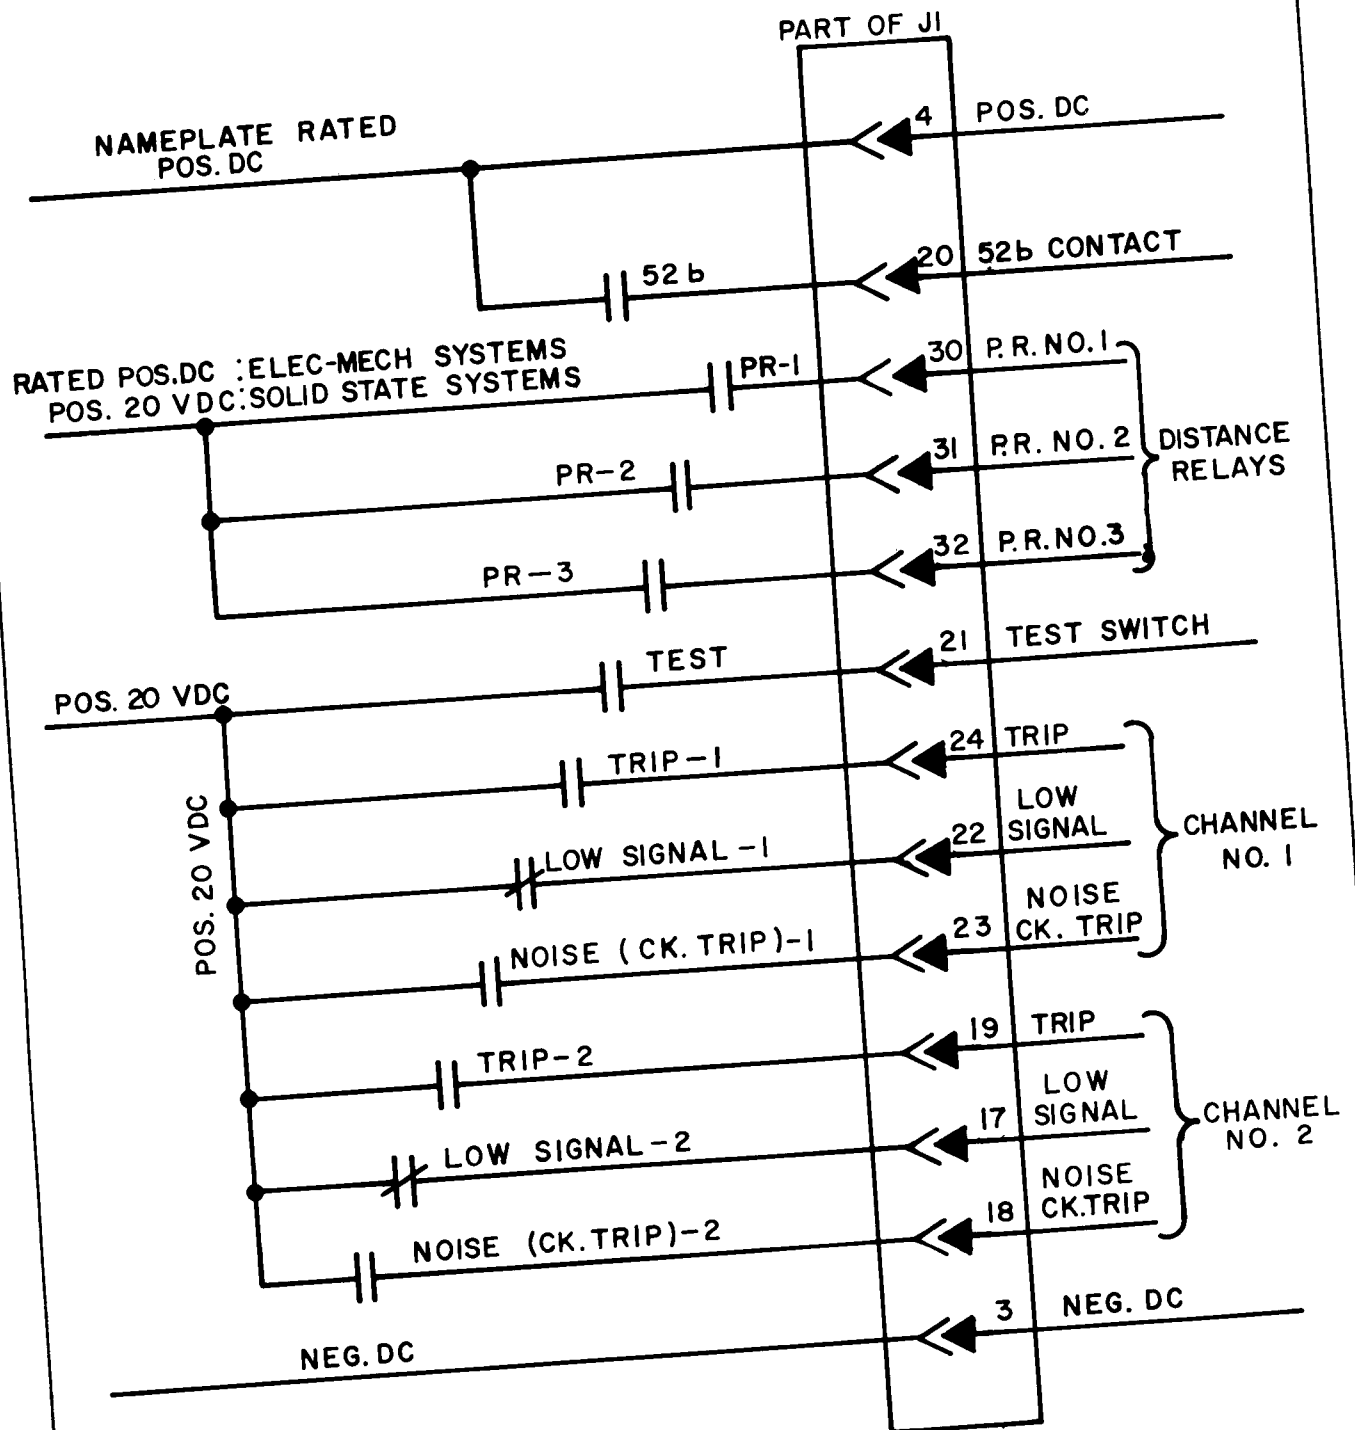 PART OF J1
NAMEPLATE RATED
POS. DC
4
POS. DC
52b
20
52b CONTACT
RATED POS.DC :ELEC-MECH SYSTEMS
POS. 20 VDC:SOLID STATE SYSTEMS
PR-1
30
P.R. NO.1
PR-2
31
P.R. NO. 2
DISTANCE
RELAYS
PR-3
32
P.R. NO.3
POS. 20 VDC
TEST
21
TEST SWITCH
POS. 20 VDC
TRIP-1
24
TRIP
LOW SIGNAL -1
22
LOW
SIGNAL
CHANNEL
NO. 1
NOISE (CK. TRIP)-1
23
NOISE
CK. TRIP
TRIP-2
19
TRIP
LOW SIGNAL-2
17
LOW
SIGNAL
CHANNEL
NO. 2
NOISE (CK. TRIP)-2
18
NOISE
CK.TRIP
NEG. DC
3
NEG. DC